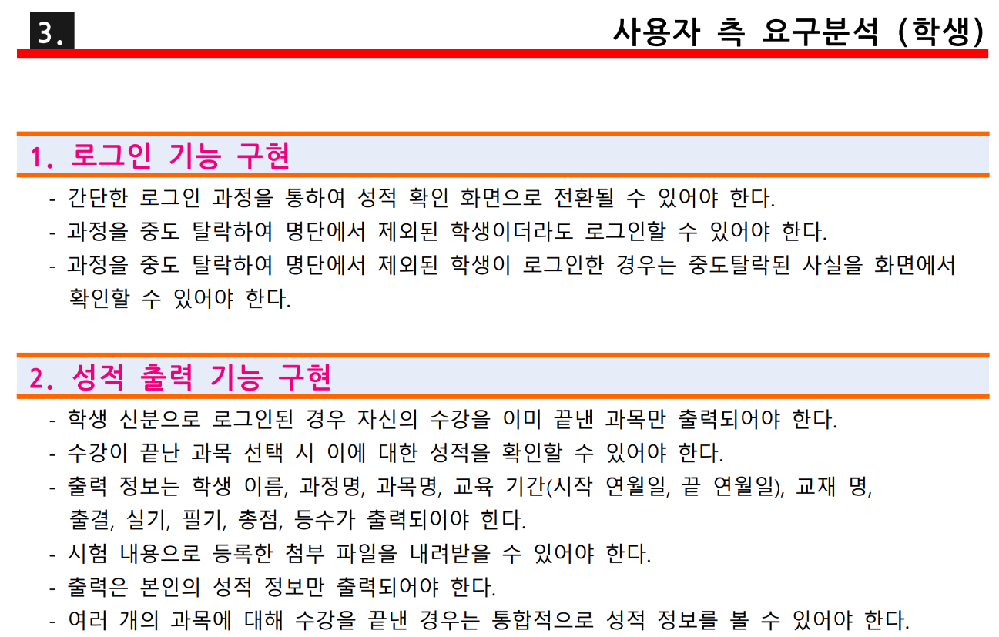 3.
사용자 측 요구분석 (학생)
1. 로그인 기능 구현
- 간단한 로그인 과정을 통하여 성적 확인 화면으로 전환될 수 있어야 한다.
- 과정을 중도 탈락하여 명단에서 제외된 학생이더라도 로그인할 수 있어야 한다.
- 과정을 중도 탈락하여 명단에서 제외된 학생이 로그인한 경우는 중도탈락된 사실을 화면에서
확인할 수 있어야 한다.
2. 성적 출력 기능 구현
- 학생 신분으로 로그인된 경우 자신의 수강을 이미 끝낸 과목만 출력되어야 한다.
- 수강이 끝난 과목 선택 시 이에 대한 성적을 확인할 수 있어야 한다.
- 출력 정보는 학생 이름, 과정명, 과목명, 교육 기간(시작 연월일, 끝 연월일), 교재 명,
출결, 실기, 필기, 총점, 등수가 출력되어야 한다.
- 시험 내용으로 등록한 첨부 파일을 내려받을 수 있어야 한다.
- 출력은 본인의 성적 정보만 출력되어야 한다.
- 여러 개의 과목에 대해 수강을 끝낸 경우는 통합적으로 성적 정보를 볼 수 있어야 한다.